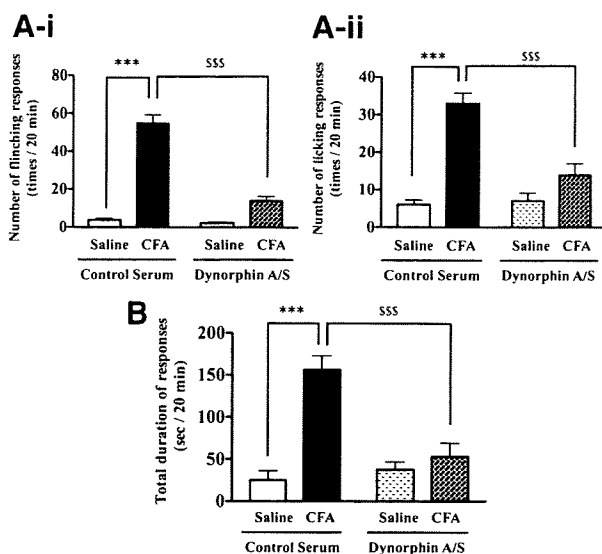 A-i
Number of flinching responses
(times / 20 min)
80
60
40
20
0
***
$$$
Saline CFA Saline CFA
Control Serum Dynorphin A/S
A-ii
Number of licking responses
(times / 20 min)
40
30
20
10
0
***
$$$
Saline CFA Saline CFA
Control Serum Dynorphin A/S
B
Total duration of responses
(sec / 20 min)
200
150
100
50
0
***
$$$
Saline CFA Saline CFA
Control Serum Dynorphin A/S